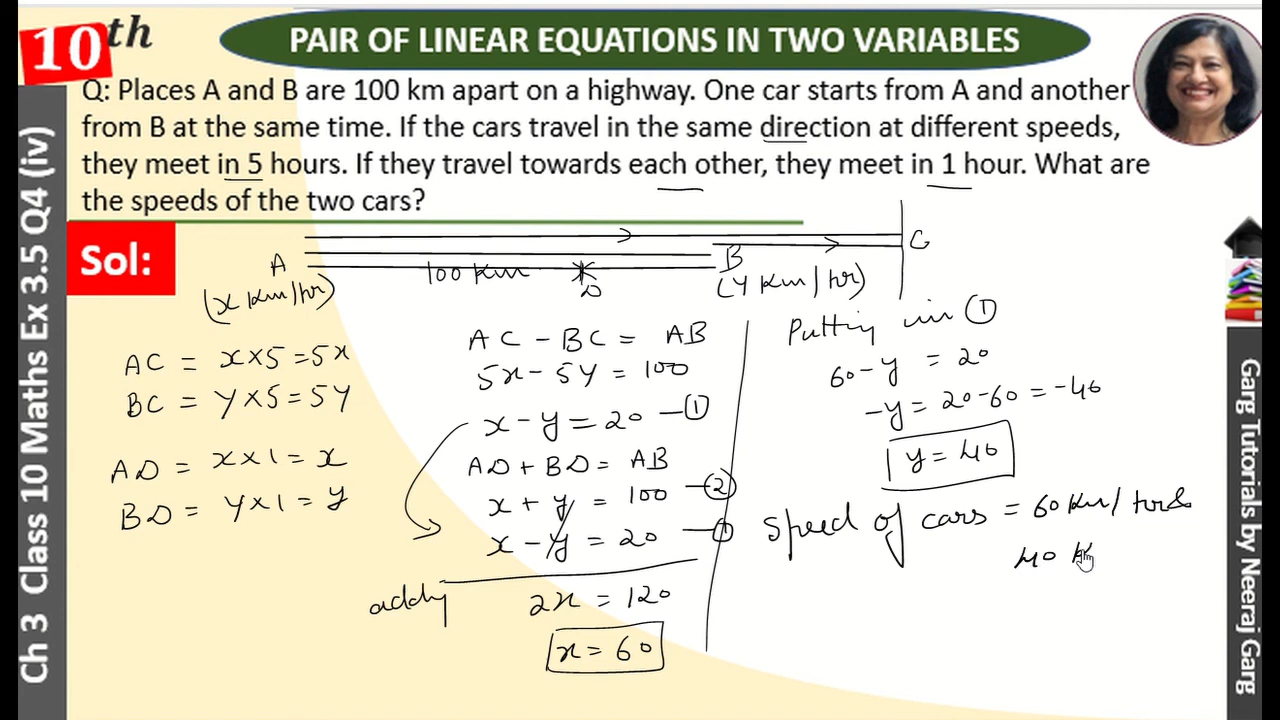 10th
PAIR OF LINEAR EQUATIONS IN TWO VARIABLES
Q: Places A and B are 100 km apart on a highway. One car starts from A and another
from B at the same time. If the cars travel in the same direction at different speeds,
they meet in 5 hours. If they travel towards each other, they meet in 1 hour. What are
the speeds of the two cars?
Sol:
A
100 Km
D
B
C
(x Km/hr)
(y Km/hr)
AC = x×5 = 5x
BC = y×5 = 5y
AD = x×1 = x
BD = y×1 = y
AC - BC = AB
5x - 5y = 100
x - y = 20 - ①
AD + BD = AB
x + y = 100 - ②
x - y = 20 - ①
addy
2x = 120
x = 60
Putting in ①
60 - y = 20
-y = 20 - 60 = -40
y = 40
Speed of cars = 60 Km/hr &
40 K
Ch 3 Class 10 Maths Ex 3.5 Q4 (iv)
Garg Tutorials by Neeraj Garg